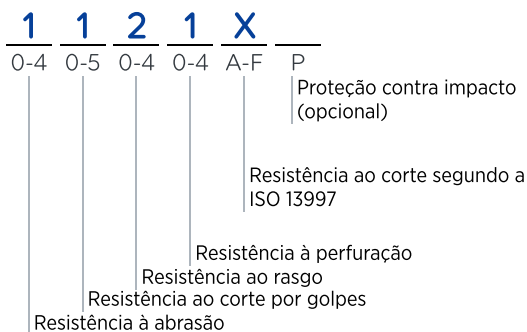 1 1 2 1 X
0-4 0-5 0-4 0-4 A-F P
Proteção contra impacto
(opcional)
Resistência ao corte segundo a
ISO 13997
Resistência à perfuração
Resistência ao rasgo
Resistência ao corte por golpes
Resistência à abrasão